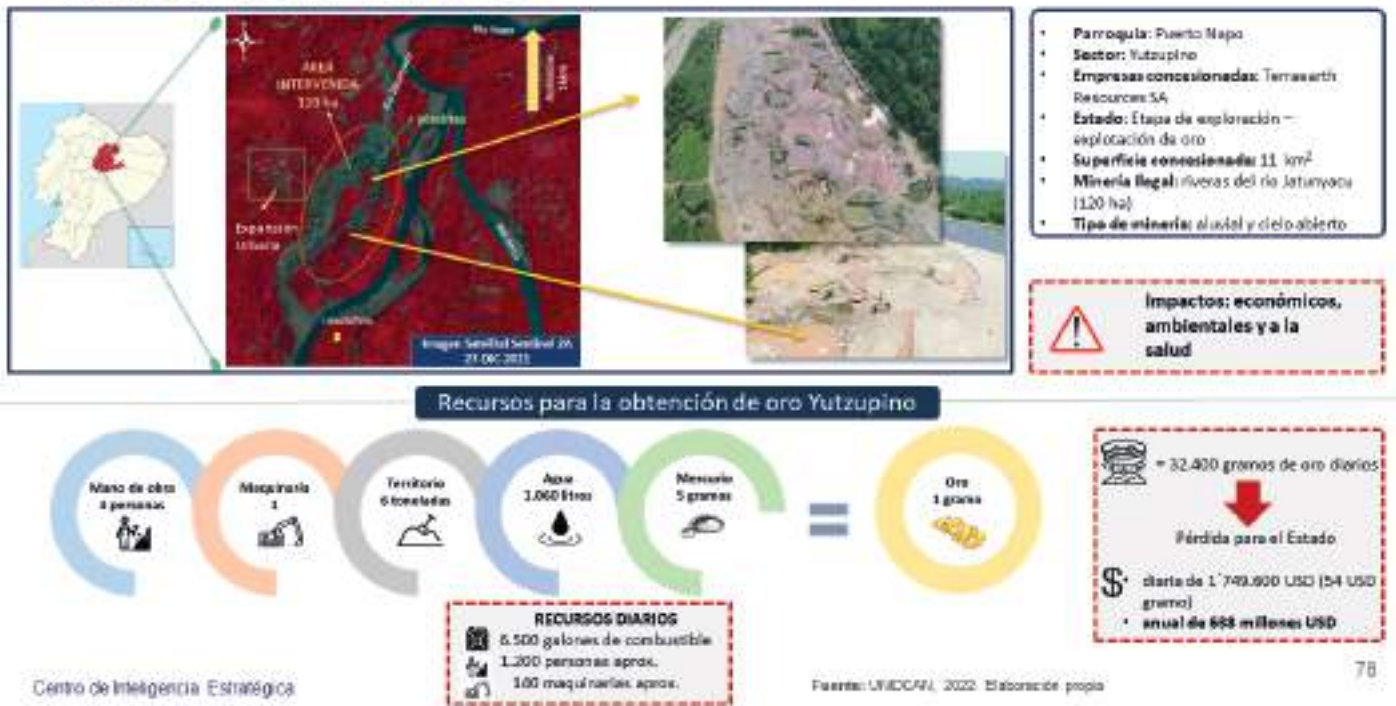 Río Napo
ÁREA
INTERVENIDA
120 ha
Expansión
Urbana
Imagen Satelital Sentinel 2A
• Parroquia: Puerto Napo
• Sector: Yutzupino
• Empresas concesionadas: Terraearth
Resources SA
• Estado: Etapa de exploración –
explotación de oro
• Superficie concesionada: 11 km²
• Minería Ilegal: riveras del río Jatunyacu
(120 ha)
• Tipo de minería: aluvial y cielo abierto
Impactos: económicos,
ambientales y a la
salud
Recursos para la obtención de oro Yutzupino
Mano de obra
Maquinaria
1
Territorio
6 toneladas
Agua
1.060 litros
Mercurio
5 gramos
=
Oro
1 gramo
= 32.400 gramos de oro diarios
Pérdida para el Estado
$
• diaria de 1´749.600 USD (54 USD
gramo)
• anual de
millones USD
RECURSOS DIARIOS
6.500 galones de combustible
1.200 personas aprox.
maquinarias aprox.
Centro de Inteligencia Estratégica
Fuente: 2022. Elaboración propia
78